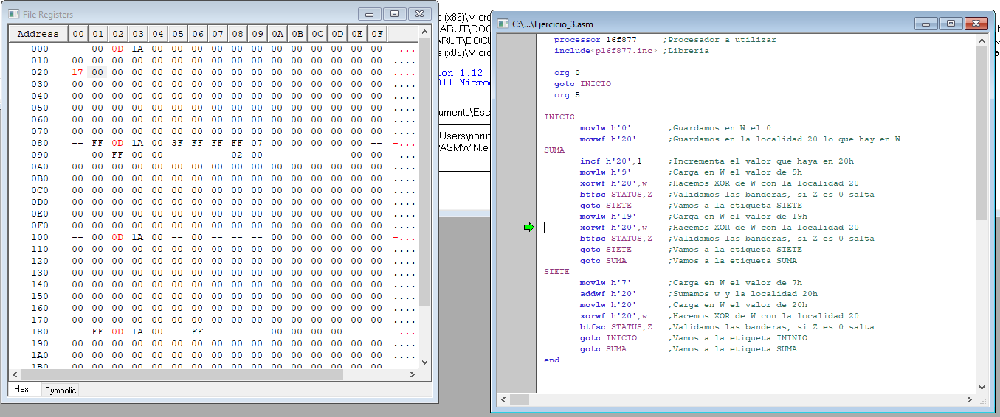 File Registers
Address 00 01 02 03 04 05 06 07 08 09 0A 0B 0C 0D 0E 0F
000 -- 00 0D 1A 00 00 00 00 00 00 00 00 00 00 00 00 -...
010 00 00 00 00 00 00 00 00 00 00 00 00 00 00 00 00 ....
020 17 00 00 00 00 00 00 00 00 00 00 00 00 00 00 00 ....
030 00 00 00 00 00 00 00 00 00 00 00 00 00 00 00 00 ....
040 00 00 00 00 00 00 00 00 00 00 00 00 00 00 00 00 ....
050 00 00 00 00 00 00 00 00 00 00 00 00 00 00 00 00 ....
060 00 00 00 00 00 00 00 00 00 00 00 00 00 00 00 00 ....
070 00 00 00 00 00 00 00 00 00 00 00 00 00 00 00 00 ....
080 -- FF 0D 1A 00 3F FF FF FF 07 00 00 00 00 -- -- -...
090 -- 00 FF 00 00 -- -- -- 02 00 -- -- -- -- 00 00 -...
0A0 00 00 00 00 00 00 00 00 00 00 00 00 00 00 00 00 ....
0B0 00 00 00 00 00 00 00 00 00 00 00 00 00 00 00 00 ....
0C0 00 00 00 00 00 00 00 00 00 00 00 00 00 00 00 00 ....
0D0 00 00 00 00 00 00 00 00 00 00 00 00 00 00 00 00 ....
0E0 00 00 00 00 00 00 00 00 00 00 00 00 00 00 00 00 ....
0F0 00 00 00 00 00 00 00 00 00 00 00 00 00 00 00 00 ....
100 -- 00 0D 1A 00 -- 00 -- -- -- 00 00 00 00 00 00 -...
110 00 00 00 00 00 00 00 00 00 00 00 00 00 00 00 00 ....
120 00 00 00 00 00 00 00 00 00 00 00 00 00 00 00 00 ....
130 00 00 00 00 00 00 00 00 00 00 00 00 00 00 00 00 ....
140 00 00 00 00 00 00 00 00 00 00 00 00 00 00 00 00 ....
150 00 00 00 00 00 00 00 00 00 00 00 00 00 00 00 00 ....
160 00 00 00 00 00 00 00 00 00 00 00 00 00 00 00 00 ....
170 00 00 00 00 00 00 00 00 00 00 00 00 00 00 00 00 ....
180 -- FF 0D 1A 00 -- FF -- -- -- 00 00 00 00 -- -- -...
190 00 00 00 00 00 00 00 00 00 00 00 00 00 00 00 00 ....
1A0 00 00 00 00 00 00 00 00 00 00 00 00 00 00 00 00 ....
1B0 00 00 00 00 00 00 00 00 00 00 00 00 00 00 00 00
Hex Symbolic
s (x86)\Micro
ARUT\DOCU
ARUT\DOCU
s (x86)\Micro
ion 1.12
011 Microc
uments\Esc
Users\narut
PASMWIN.ex
C:\...\Ejercicio_3.asm
processor 16f877 ;Procesador a utilizar
include<p16f877.inc> ;Libreria
org 0
goto INICIO
org 5
INICIO
movlw h'0' ;Guardamos en W el 0
movwf h'20' ;Guardamos en la localidad 20 lo que hay en W
SUMA
incf h'20',1 ;Incrementa el valor que haya en 20h
movlw h'9' ;Carga en W el valor de 9h
xorwf h'20',w ;Hacemos XOR de W con la localidad 20
btfsc STATUS,Z ;Validamos las banderas, si Z es 0 salta
goto SIETE ;Vamos a la etiqueta SIETE
movlw h'19' ;Carga en W el valor de 19h
xorwf h'20',w ;Hacemos XOR de W con la localidad 20
btfsc STATUS,Z ;Validamos las banderas, si Z es 0 salta
goto SIETE ;Vamos a la etiqueta SIETE
goto SUMA ;Vamos a la etiqueta SUMA
SIETE
movlw h'7' ;Carga en W el valor de 7h
addwf h'20' ;Sumamos w y la localidad 20h
movlw h'20' ;Carga en W el valor de 20h
xorwf h'20',w ;Hacemos XOR de W con la localidad 20
btfsc STATUS,Z ;Validamos las banderas, si Z es 0 salta
goto INICIO ;Vamos a la etiqueta ININIO
goto SUMA ;Vamos a la etiqueta SUMA
end